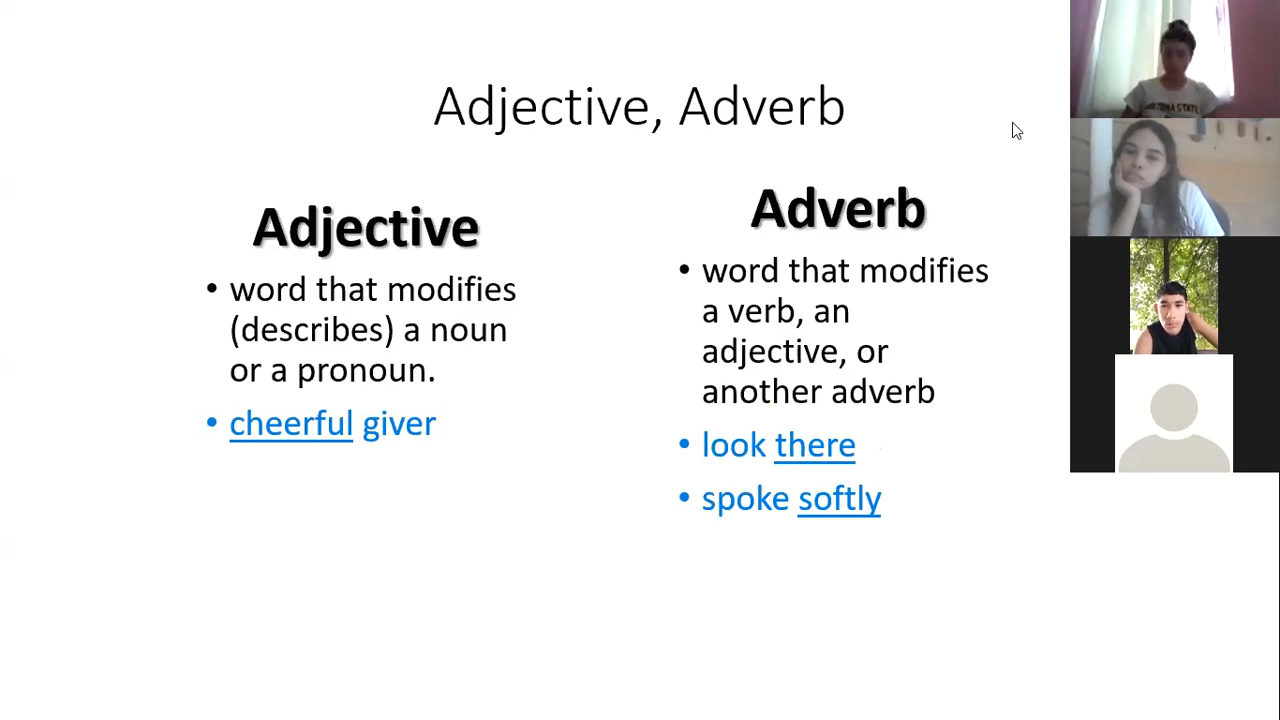 Adjective, Adverb
Adjective
• word that modifies
(describes) a noun
or a pronoun.
• cheerful giver
Adverb
• word that modifies
a verb, an
adjective, or
another adverb
• look there
• spoke softly
STATE